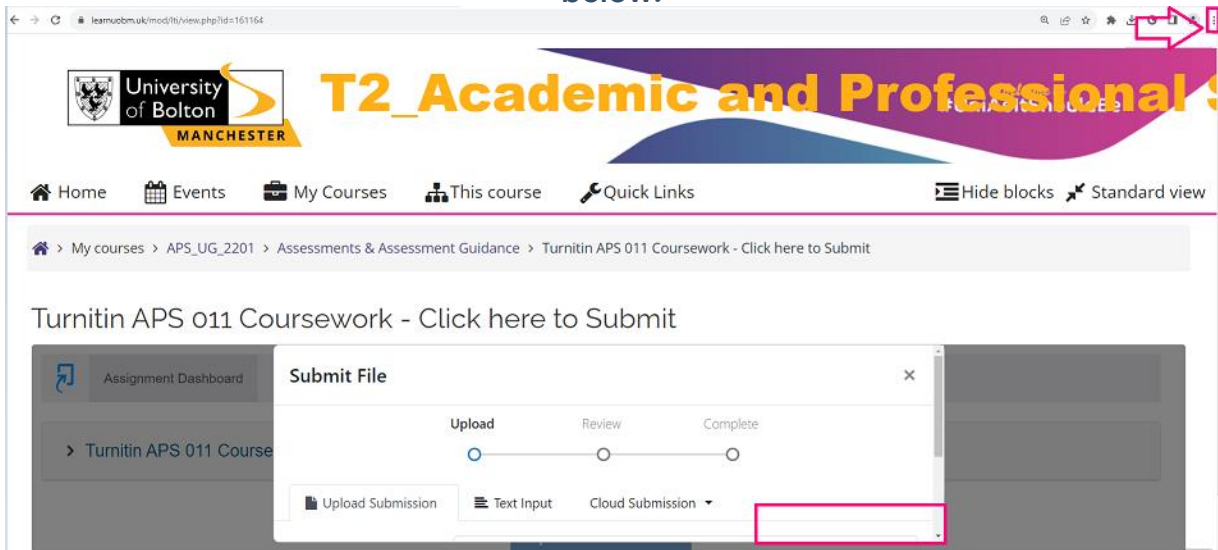 below.
learnuobm.uk/mod/lti/view.php?id=161164
University
of Bolton
MANCHESTER
T2_Academic and Professional S
Home Events My Courses This course Quick Links Hide blocks Standard view
> My courses > APS_UG_2201 > Assessments & Assessment Guidance > Turnitin APS 011 Coursework - Click here to Submit
Turnitin APS 011 Coursework - Click here to Submit
Assignment Dashboard
Submit File ×
Upload Review Complete
> Turnitin APS 011 Course
Upload Submission Text Input Cloud Submission